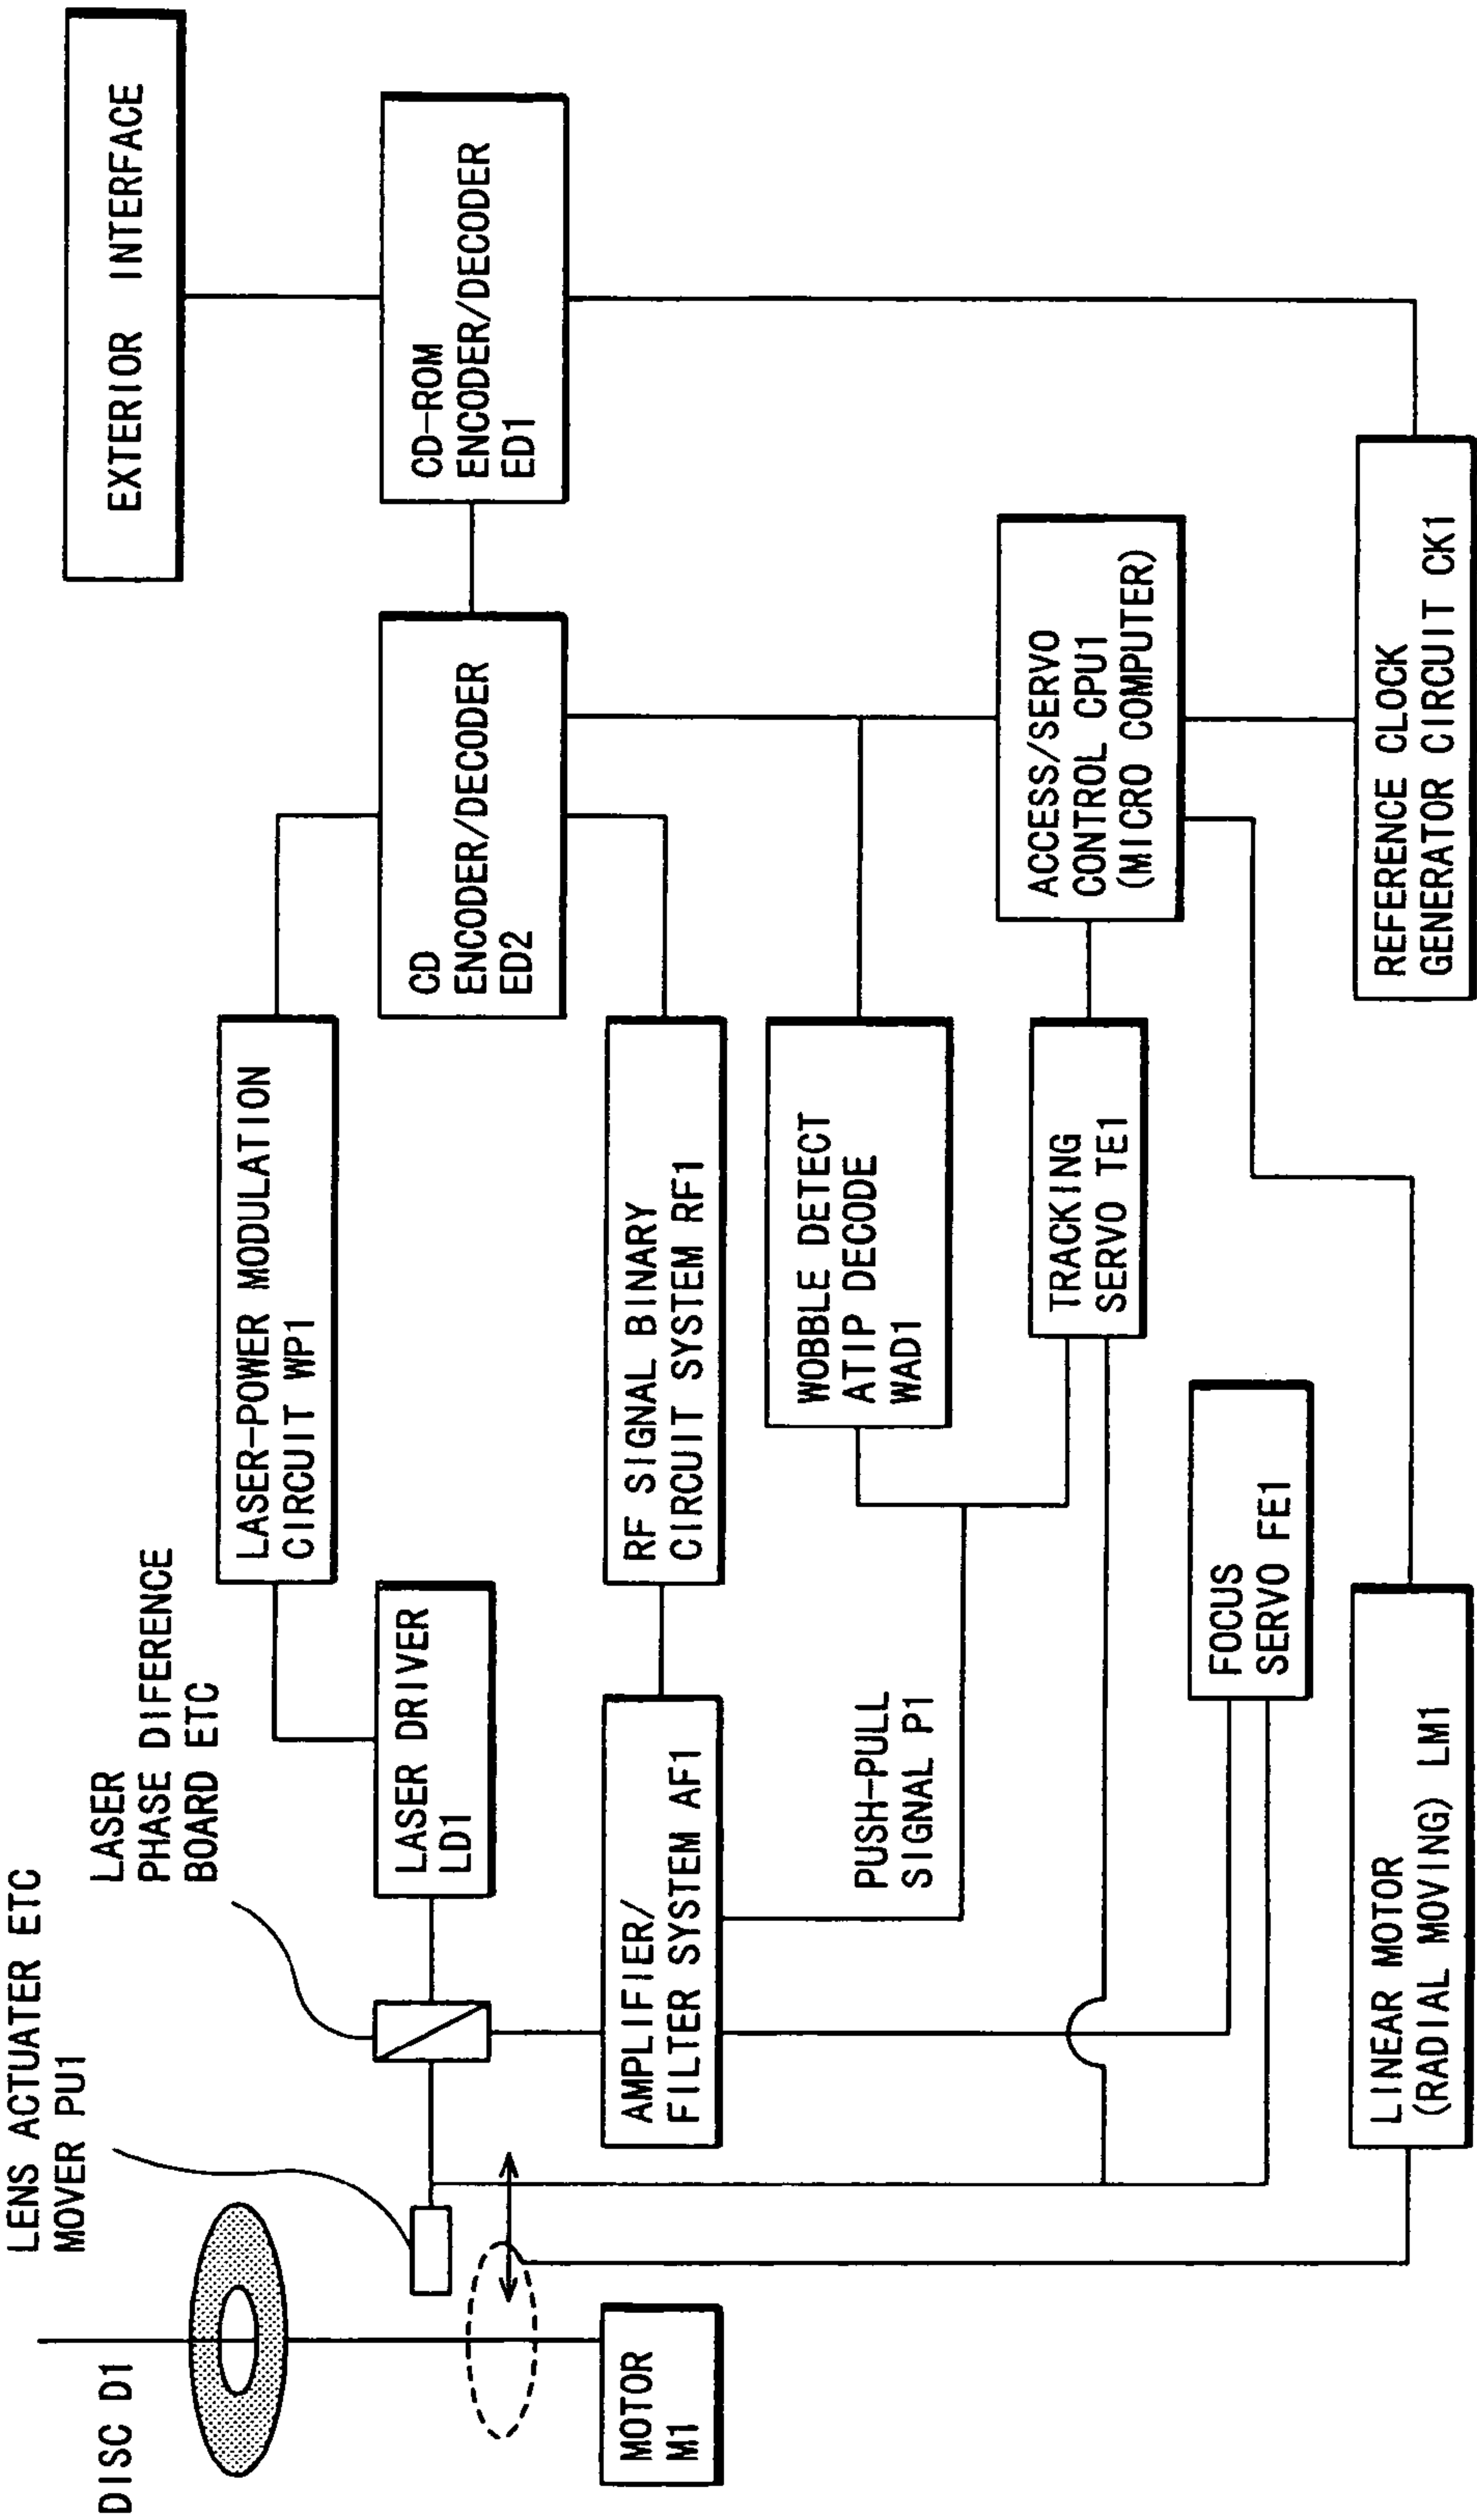 DISC D1
LENS ACTUATER ETC
MOVER PU1
LASER
PHASE DIFERENCE
BOARD ETC
LASER-POWER MODULATION
CIRCUIT WP1
EXTERIOR INTERFACE
LASER DRIVER
LD1
CD
ENCODER/DECODER
ED2
CD-ROM
ENCODER/DECODER
ED1
MOTOR
M1
AMPLIFIER/
FILTER SYSTEM AF1
RF SIGNAL BINARY
CIRCUIT SYSTEM RF1
PUSH-PULL
SIGNAL P1
WOBBLE DETECT
ATIP DECODE
WAD1
TRACKING
SERVO TE1
ACCESS/SERVO
CONTROL CPU1
(MICRO COMPUTER)
FOCUS
SERVO FE1
LINEAR MOTOR
(RADIAL MOVING) LM1
REFERENCE CLOCK
GENERATOR CIRCUIT CK1